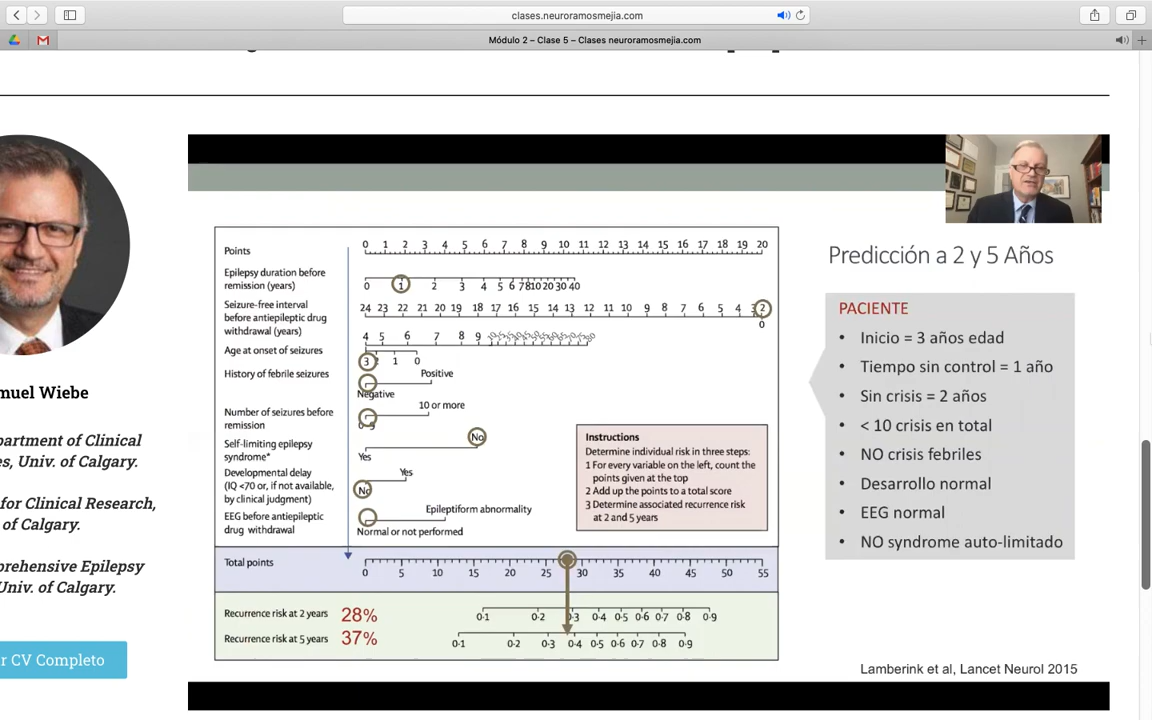 clases.neuroramosmejia.com
Módulo 2 – Clase 5 – Clases neuroramosmejia.com
muel Wiebe
partment of Clinical
es, Univ. of Calgary.
for Clinical Research,
of Calgary.
prehensive Epilepsy
Univ. of Calgary.
r CV Completo
Points
0 1 2 3 4 5 6 7 8 9 10 11 12 13 14 15 16 17 18 19 20
Epilepsy duration before
remission (years)
0 1 2 3 4 5 6 7 8 10 20 30 40
Seizure-free interval
before antiepileptic drug
withdrawal (years)
24 23 22 21 20 19 18 17 16 15 14 13 12 11 10 9 8 7 6 5 4 3 2
0
4 5 6 7 8 9
Age at onset of seizures
3 2 1 0
History of febrile seizures
Positive
Negative
Number of seizures before
remission
10 or more
0-9
Self-limiting epilepsy
syndrome*
No
Yes
Developmental delay
(IQ <70 or, if not available,
by clinical judgment)
Yes
No
EEG before antiepileptic
drug withdrawal
Epileptiform abnormality
Normal or not performed
Instructions
Determine individual risk in three steps:
1 For every variable on the left, count the
points given at the top
2 Add up the points to a total score
3 Determine associated recurrence risk
at 2 and 5 years
Total points
0 5 10 15 20 25 30 35 40 45 50 55
Recurrence risk at 2 years 28%
0·1 0·2 0·3 0·4 0·5 0·6 0·7 0·8 0·9
Recurrence risk at 5 years 37%
0·1 0·2 0·3 0·4 0·5 0·6 0·7 0·8 0·9
Predicción a 2 y 5 Años
PACIENTE
• Inicio = 3 años edad
• Tiempo sin control = 1 año
• Sin crisis = 2 años
• < 10 crisis en total
• NO crisis febriles
• Desarrollo normal
• EEG normal
• NO syndrome auto-limitado
Lamberink et al, Lancet Neurol 2015